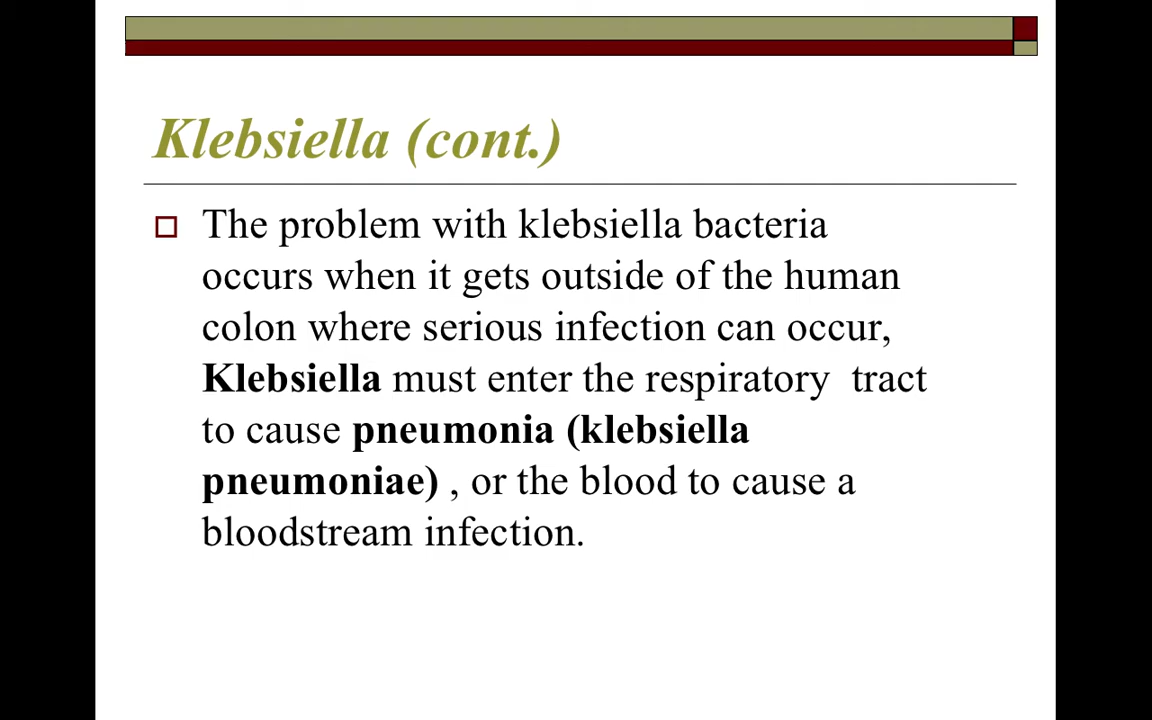 Klebsiella (cont.)
The problem with klebsiella bacteria
occurs when it gets outside of the human
colon where serious infection can occur,
Klebsiella must enter the respiratory  tract
to cause pneumonia (klebsiella
pneumoniae) , or the blood to cause a
bloodstream infection.